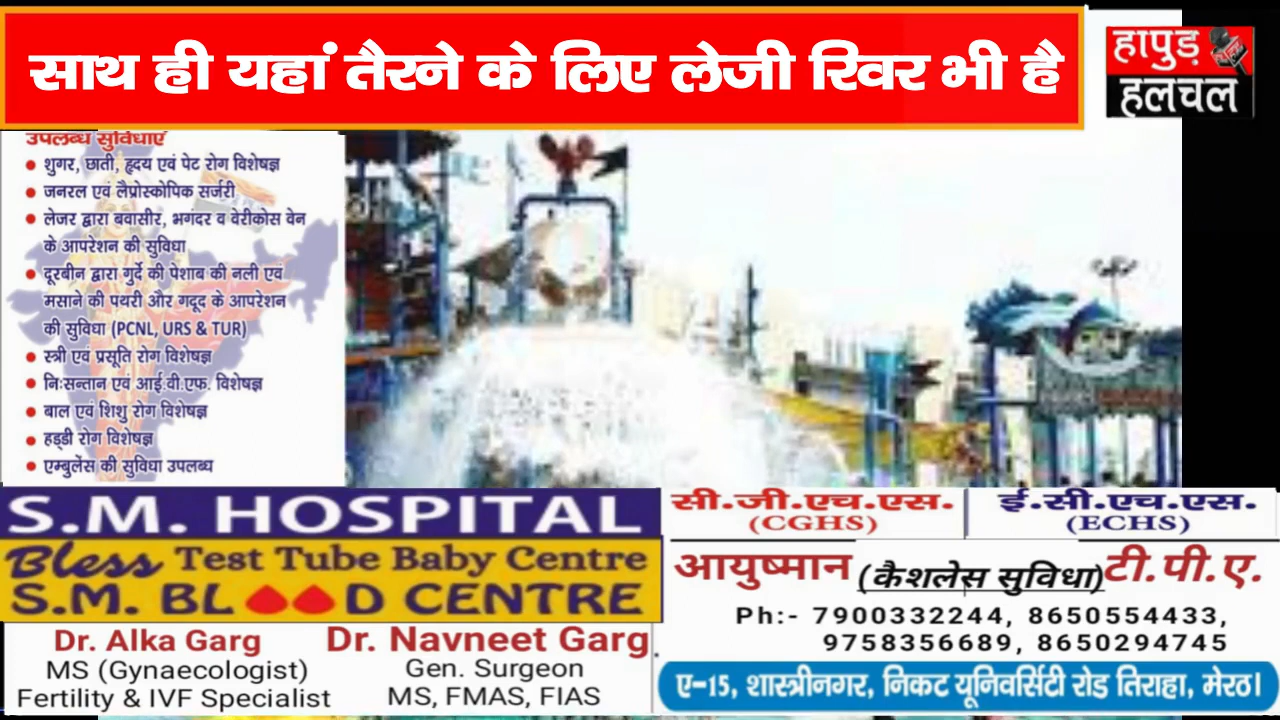 साथ ही यहां तैरने के लिए लेजी रिवर भी है
हापुड़
हलचल
उपलब्ध सुविधाएं
शुगर, छाती, हृदय एवं पेट रोग विशेषज्ञ
जनरल एवं लैप्रोस्कोपिक सर्जरी
लेजर द्वारा बवासीर, भगंदर व वेरीकोस वेन
के आपरेशन की सुविधा
दूरबीन द्वारा गुर्दे की पेशाब की नली एवं
मसाने की पथरी और गदूद के आपरेशन
की सुविधा (PCNL, URS & TUR)
स्त्री एवं प्रसूति रोग विशेषज्ञ
निःसन्तान एवं आई.वी.एफ. विशेषज्ञ
बाल एवं शिशु रोग विशेषज्ञ
हड्डी रोग विशेषज्ञ
एम्बुलेंस की सुविधा उपलब्ध
S.M. HOSPITAL
Bless Test Tube Baby Centre
S.M. BLOOD CENTRE
Dr. Alka Garg
MS (Gynaecologist)
Fertility & IVF Specialist
Dr. Navneet Garg
Gen. Surgeon
MS, FMAS, FIAS
सी.जी.एच.एस.
(CGHS)
ई.सी.एच.एस.
(ECHS)
आयुष्मान (कैशलेस सुविधा) टी.पी.ए.
Ph:- 7900332244, 8650554433,
9758356689, 8650294745
ए-15, शास्त्रीनगर, निकट यूनिवर्सिटी रोड तिराहा, मेरठ।